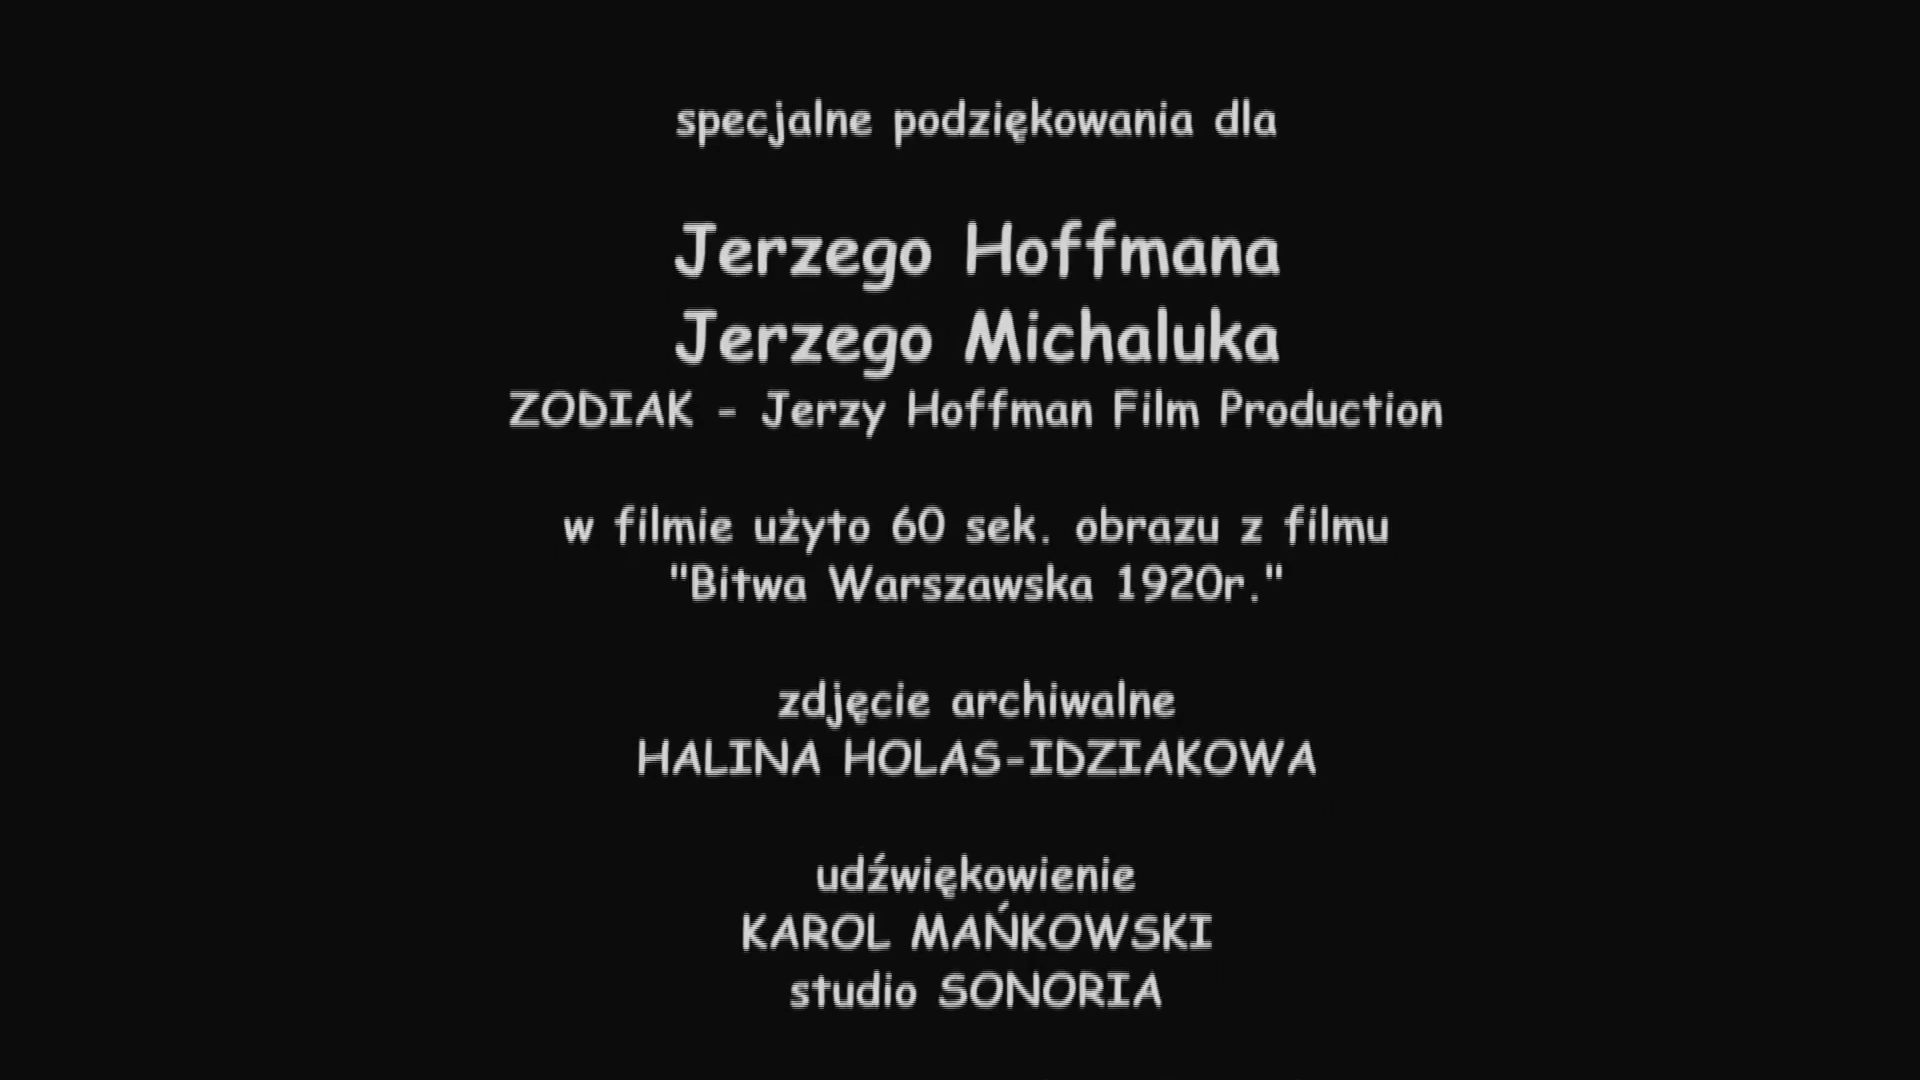 specjalne podziękowania dla
Jerzego Hoffmana
Jerzego Michaluka
ZODIAK - Jerzy Hoffman Film Production
w filmie użyto 60 sek. obrazu z filmu
"Bitwa Warszawska 1920r."
zdjęcie archiwalne
HALINA HOLAS-IDZIAKOWA
udźwiękowienie
KAROL MAŃKOWSKI
studio SONORIA